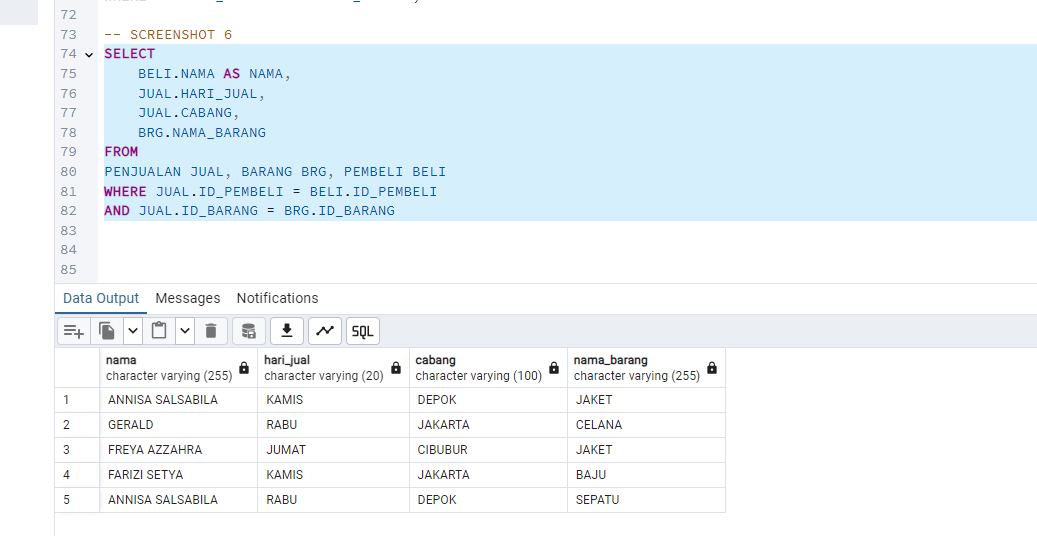 72
73 -- SCREENSHOT 6
74 SELECT
75 BELI.NAMA AS NAMA,
76 JUAL.HARI_JUAL,
77 JUAL.CABANG,
78 BRG.NAMA_BARANG
79 FROM
80 PENJUALAN JUAL, BARANG BRG, PEMBELI BELI
81 WHERE JUAL.ID_PEMBELI = BELI.ID_PEMBELI
82 AND JUAL.ID_BARANG = BRG.ID_BARANG
83
84
85
Data Output Messages Notifications
SQL
nama hari_jual cabang nama_barang
character varying (255) character varying (20) character varying (100) character varying (255)
1 ANNISA SALSABILA KAMIS DEPOK JAKET
2 GERALD RABU JAKARTA CELANA
3 FREYA AZZAHRA JUMAT CIBUBUR JAKET
4 FARIZI SETYA KAMIS JAKARTA BAJU
5 ANNISA SALSABILA RABU DEPOK SEPATU